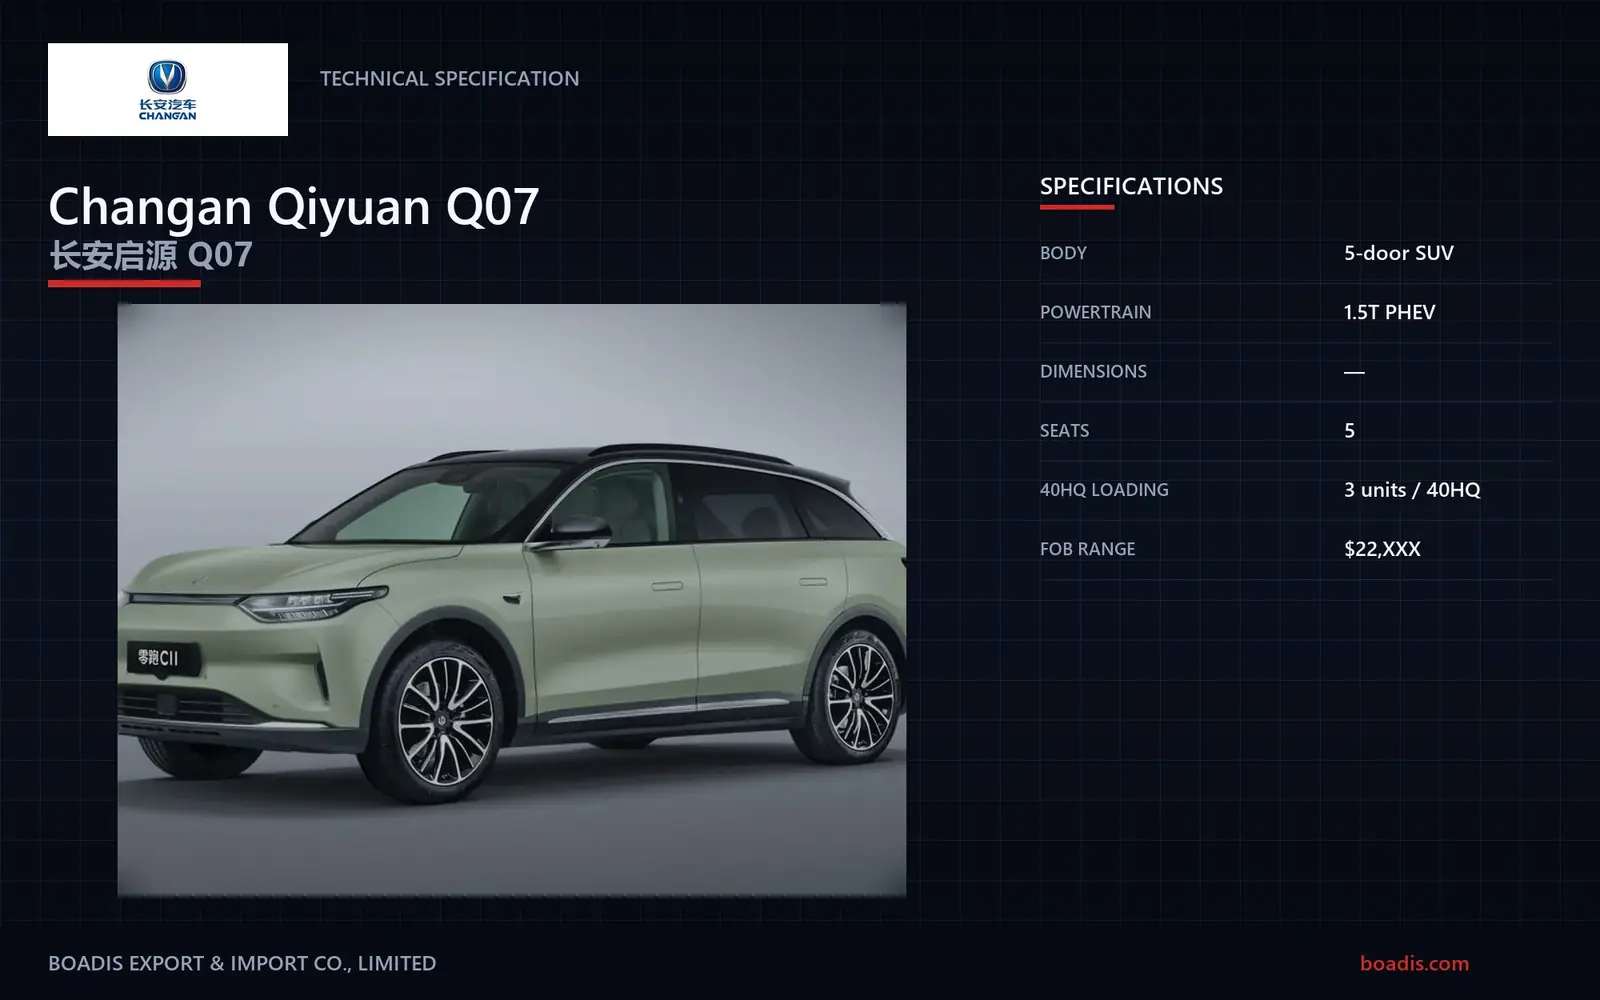 长安汽车
CHANGAN
TECHNICAL SPECIFICATION
Changan Qiyuan Q07
长安启源 Q07
零跑C11
SPECIFICATIONS
BODY 5-door SUV
POWERTRAIN 1.5T PHEV
DIMENSIONS —
SEATS 5
40HQ LOADING 3 units / 40HQ
FOB RANGE $22,XXX
BOADIS EXPORT & IMPORT CO., LIMITED
boadis.com